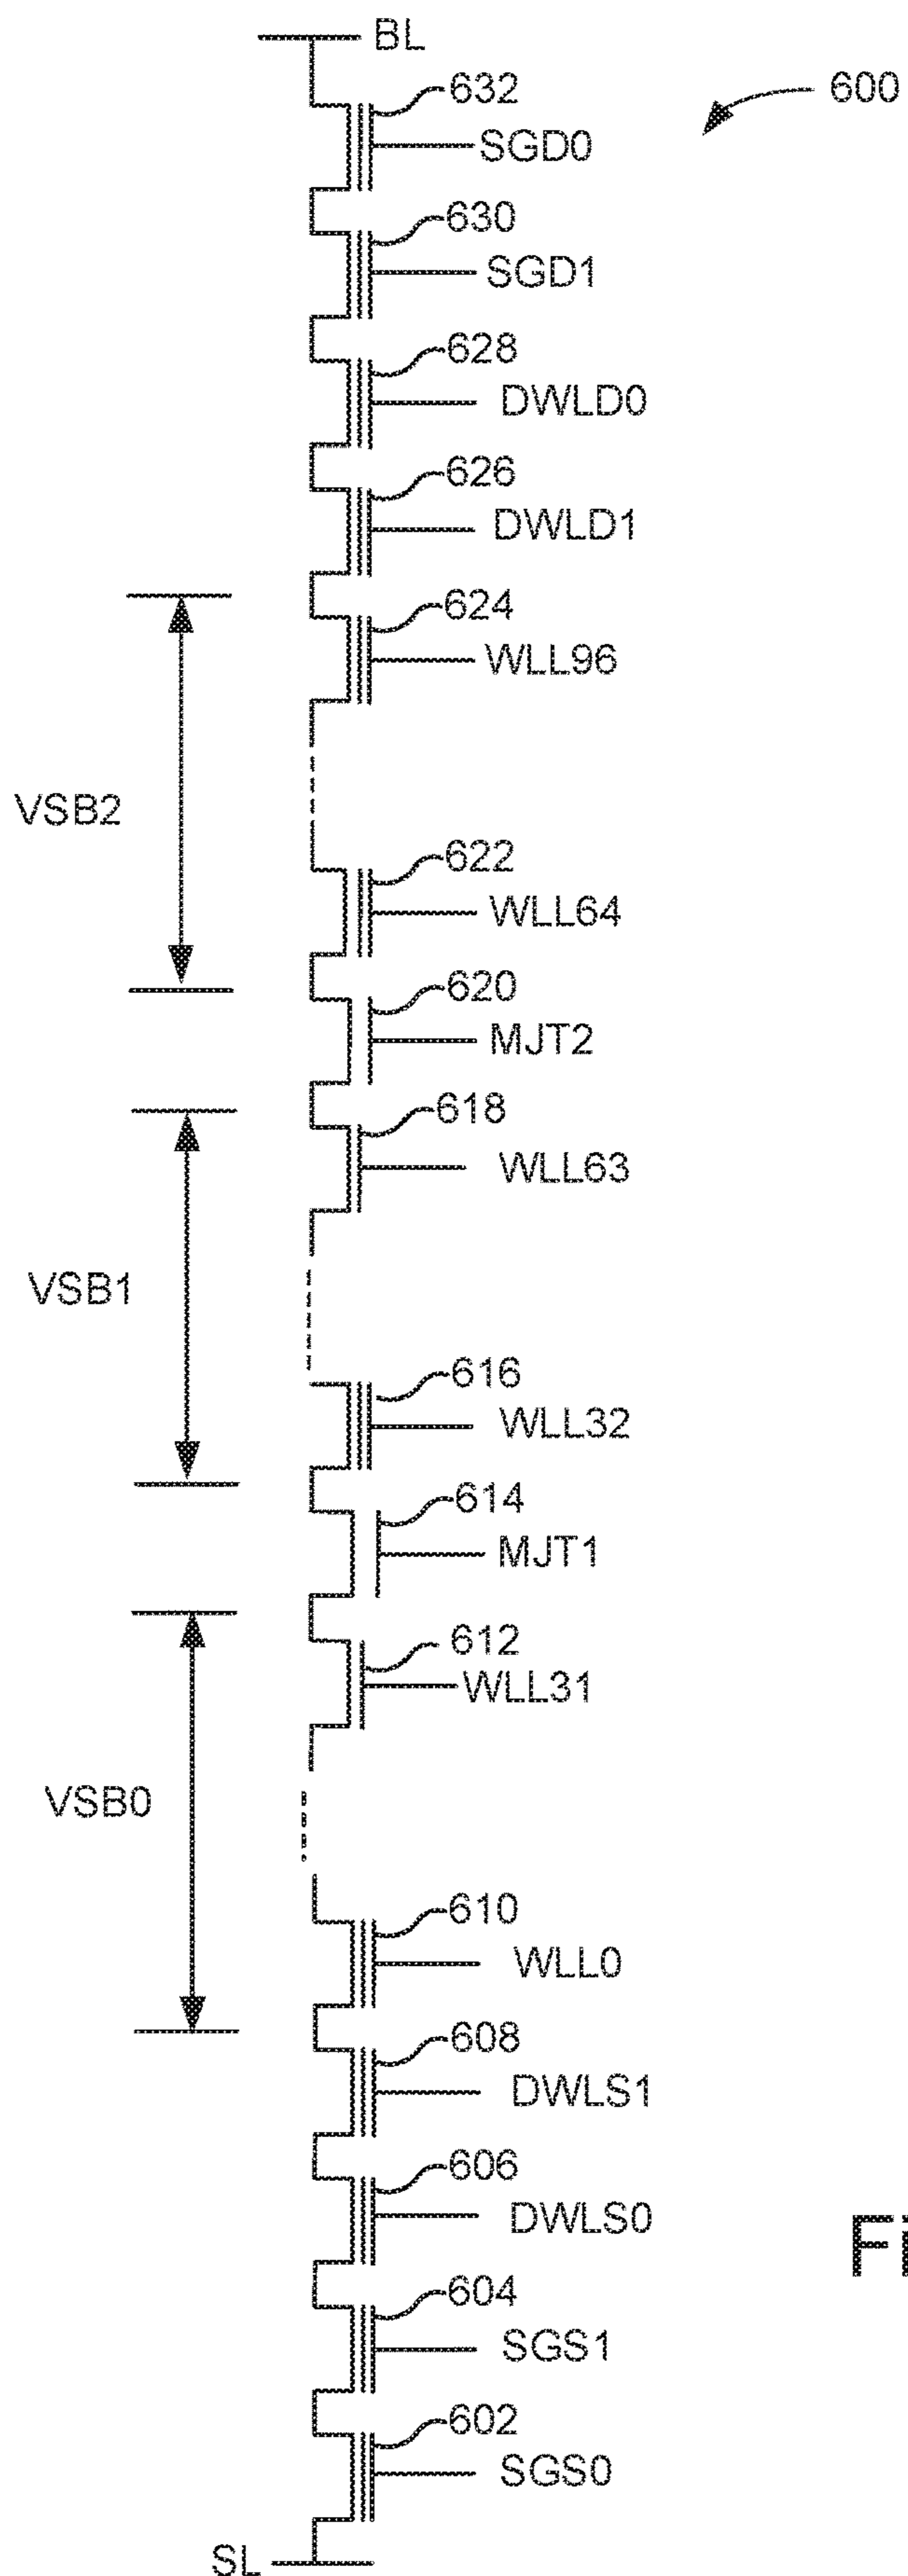 BL
632
600
SGD0
630
SGD1
628
DWLD0
626
DWLD1
624
WLL96
VSB2
622
WLL64
620
MJT2
618
WLL63
VSB1
616
WLL32
614
MJT1
612
WLL31
VSB0
610
WLL0
608
DWLS1
606
DWLS0
Fi
604
SGS1
602
SGS0
SL